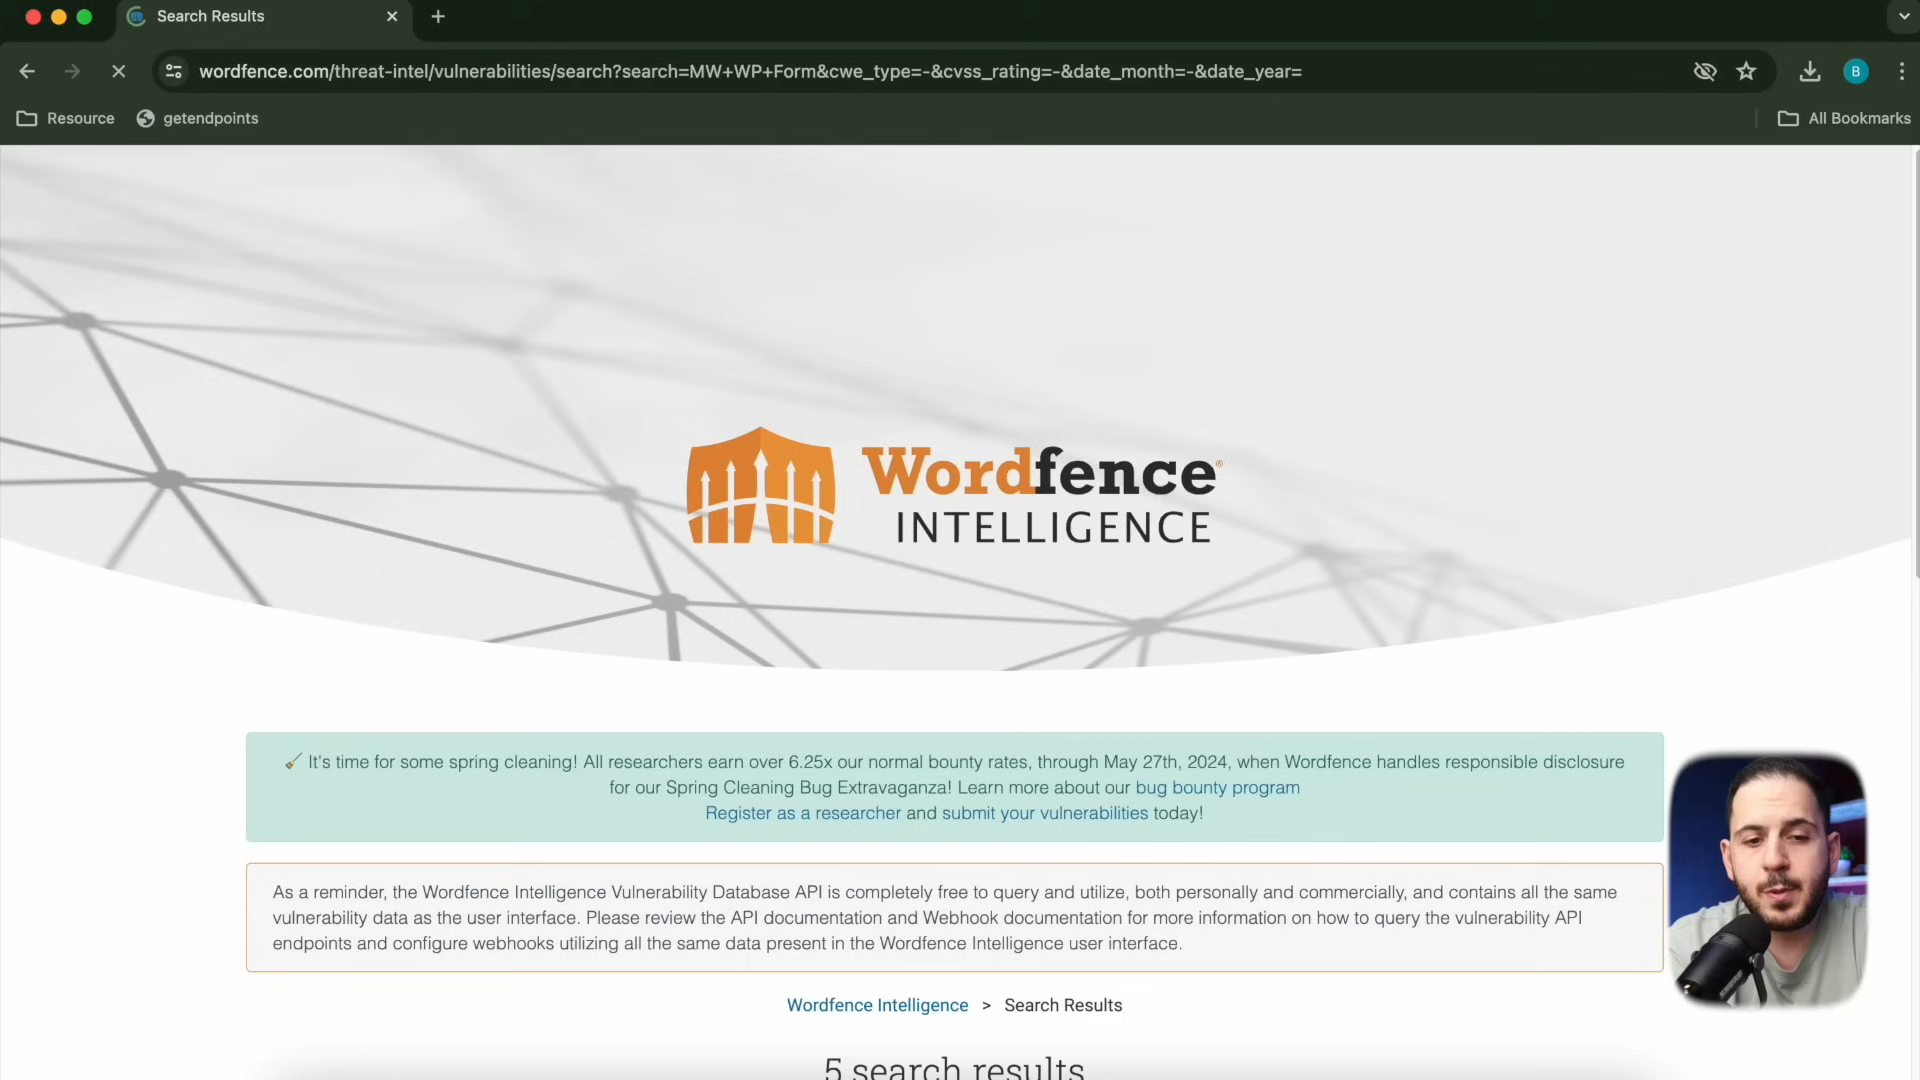 Search Results
wordfence.com/threat-intel/vulnerabilities/search?search=MW+WP+Form&cwe_type=-&cvss_rating=-&date_month=-&date_year=
B
Resource
getendpoints
All Bookmarks
Wordfence®
INTELLIGENCE
It's time for some spring cleaning! All researchers earn over 6.25x our normal bounty rates, through May 27th, 2024, when Wordfence handles responsible disclosure
for our Spring Cleaning Bug Extravaganza! Learn more about our bug bounty program
Register as a researcher and submit your vulnerabilities today!
As a reminder, the Wordfence Intelligence Vulnerability Database API is completely free to query and utilize, both personally and commercially, and contains all the same
vulnerability data as the user interface. Please review the API documentation and Webhook documentation for more information on how to query the vulnerability API
endpoints and configure webhooks utilizing all the same data present in the Wordfence Intelligence user interface.
Wordfence Intelligence > Search Results
5 search results